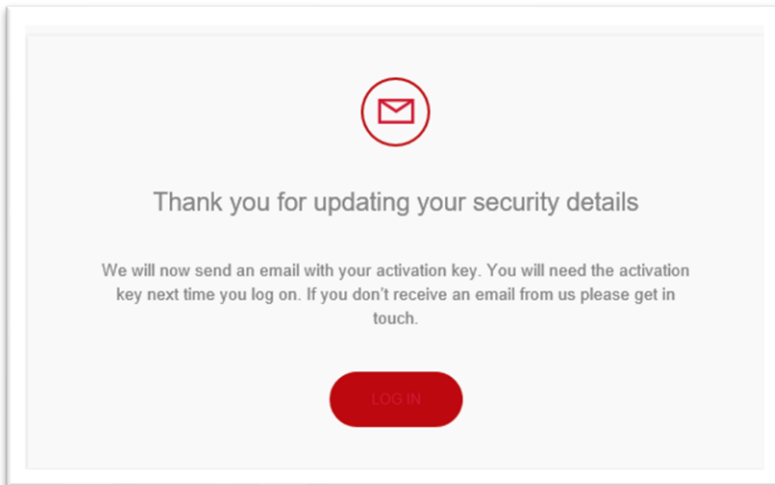 Thank you for updating your security details
We will now send an email with your activation key. You will need the activation
key next time you log on. If you don't receive an email from us please get in
touch.
LOG IN